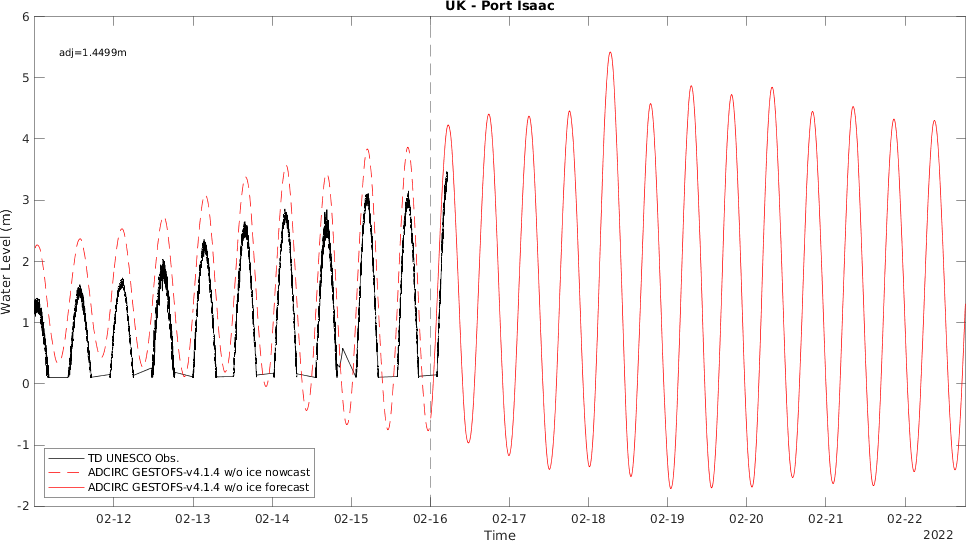 UK - Port Isaac
adj=1.4499m
6
5
4
3
2
1
0
-1
-2
Water Level (m)
TD UNESCO Obs.
ADCIRC GESTOFS-v4.1.4 w/o ice nowcast
ADCIRC GESTOFS-v4.1.4 w/o ice forecast
02-12 02-13 02-14 02-15 02-16 02-17 02-18 02-19 02-20 02-21 02-22
Time
2022